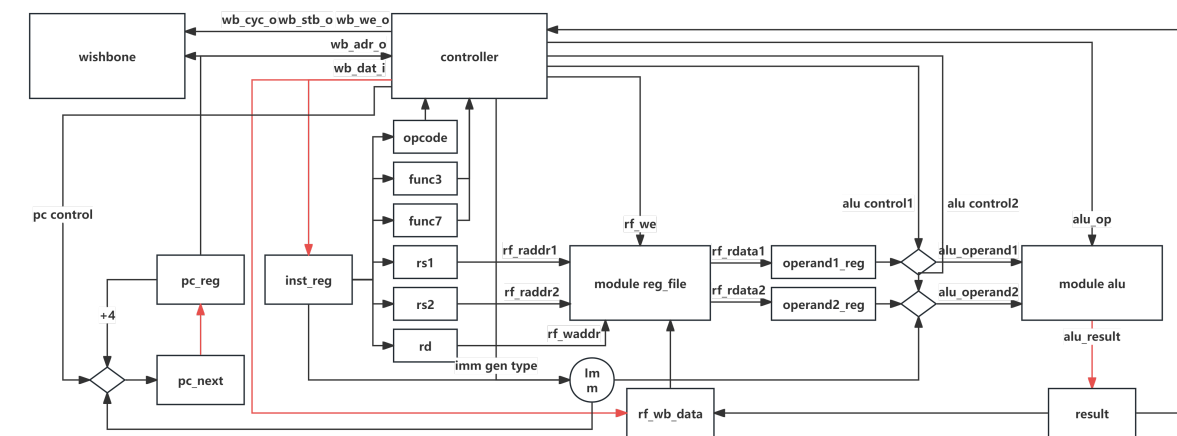 wb_cyc_o wb_stb_o wb_we_o
wishbone
controller
wb_adr_o
wb_dat_i
opcode
func3
func7
pc control
alu control1
alu control2
rf_we
alu_op
rf_raddr1
rf_rdata1
alu_operand1
rs1
operand1_reg
pc_reg
inst_reg
module reg_file
module alu
rf_raddr2
rf_rdata2
alu_operand2
rs2
operand2_reg
+4
rf_waddr
rd
alu_result
imm gen type
pc_next
Im
m
rf_wb_data
result